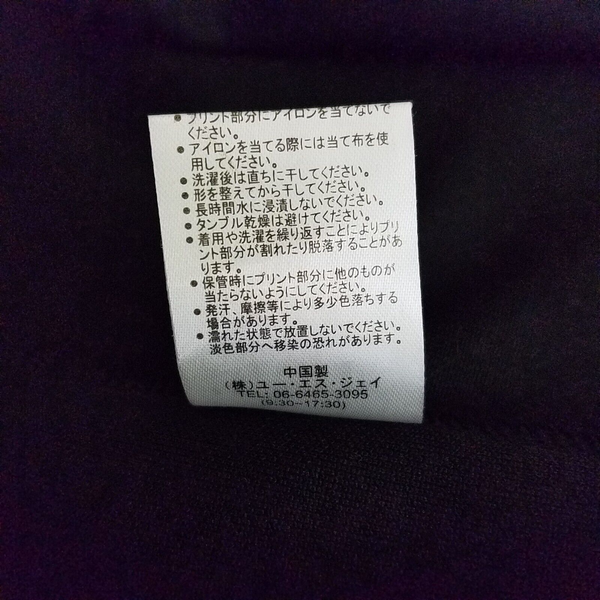 ● プリント部分にアイロンを当てないで
ください。
● アイロンを当てる際には当て布を使
用してください。
● 洗濯後は直ちに干してください。
● 形を整えてから干してください。
● 長時間水に浸漬しないでください。
● タンブル乾燥は避けてください。
● 着用や洗濯を繰り返すことによりプリ
ント部分が割れたり脱落することがあ
ります。
● 保管時にプリント部分に他のものが
当たらないようにしてください。
● 発汗、摩擦等により多少色落ちする
場合があります。
● 濡れた状態で放置しないでください。
淡色部分へ移染の恐れがあります。
中国製
(株)ユー・エス・ジェイ
TEL: 06-6465-3095
(9:30~17:30)